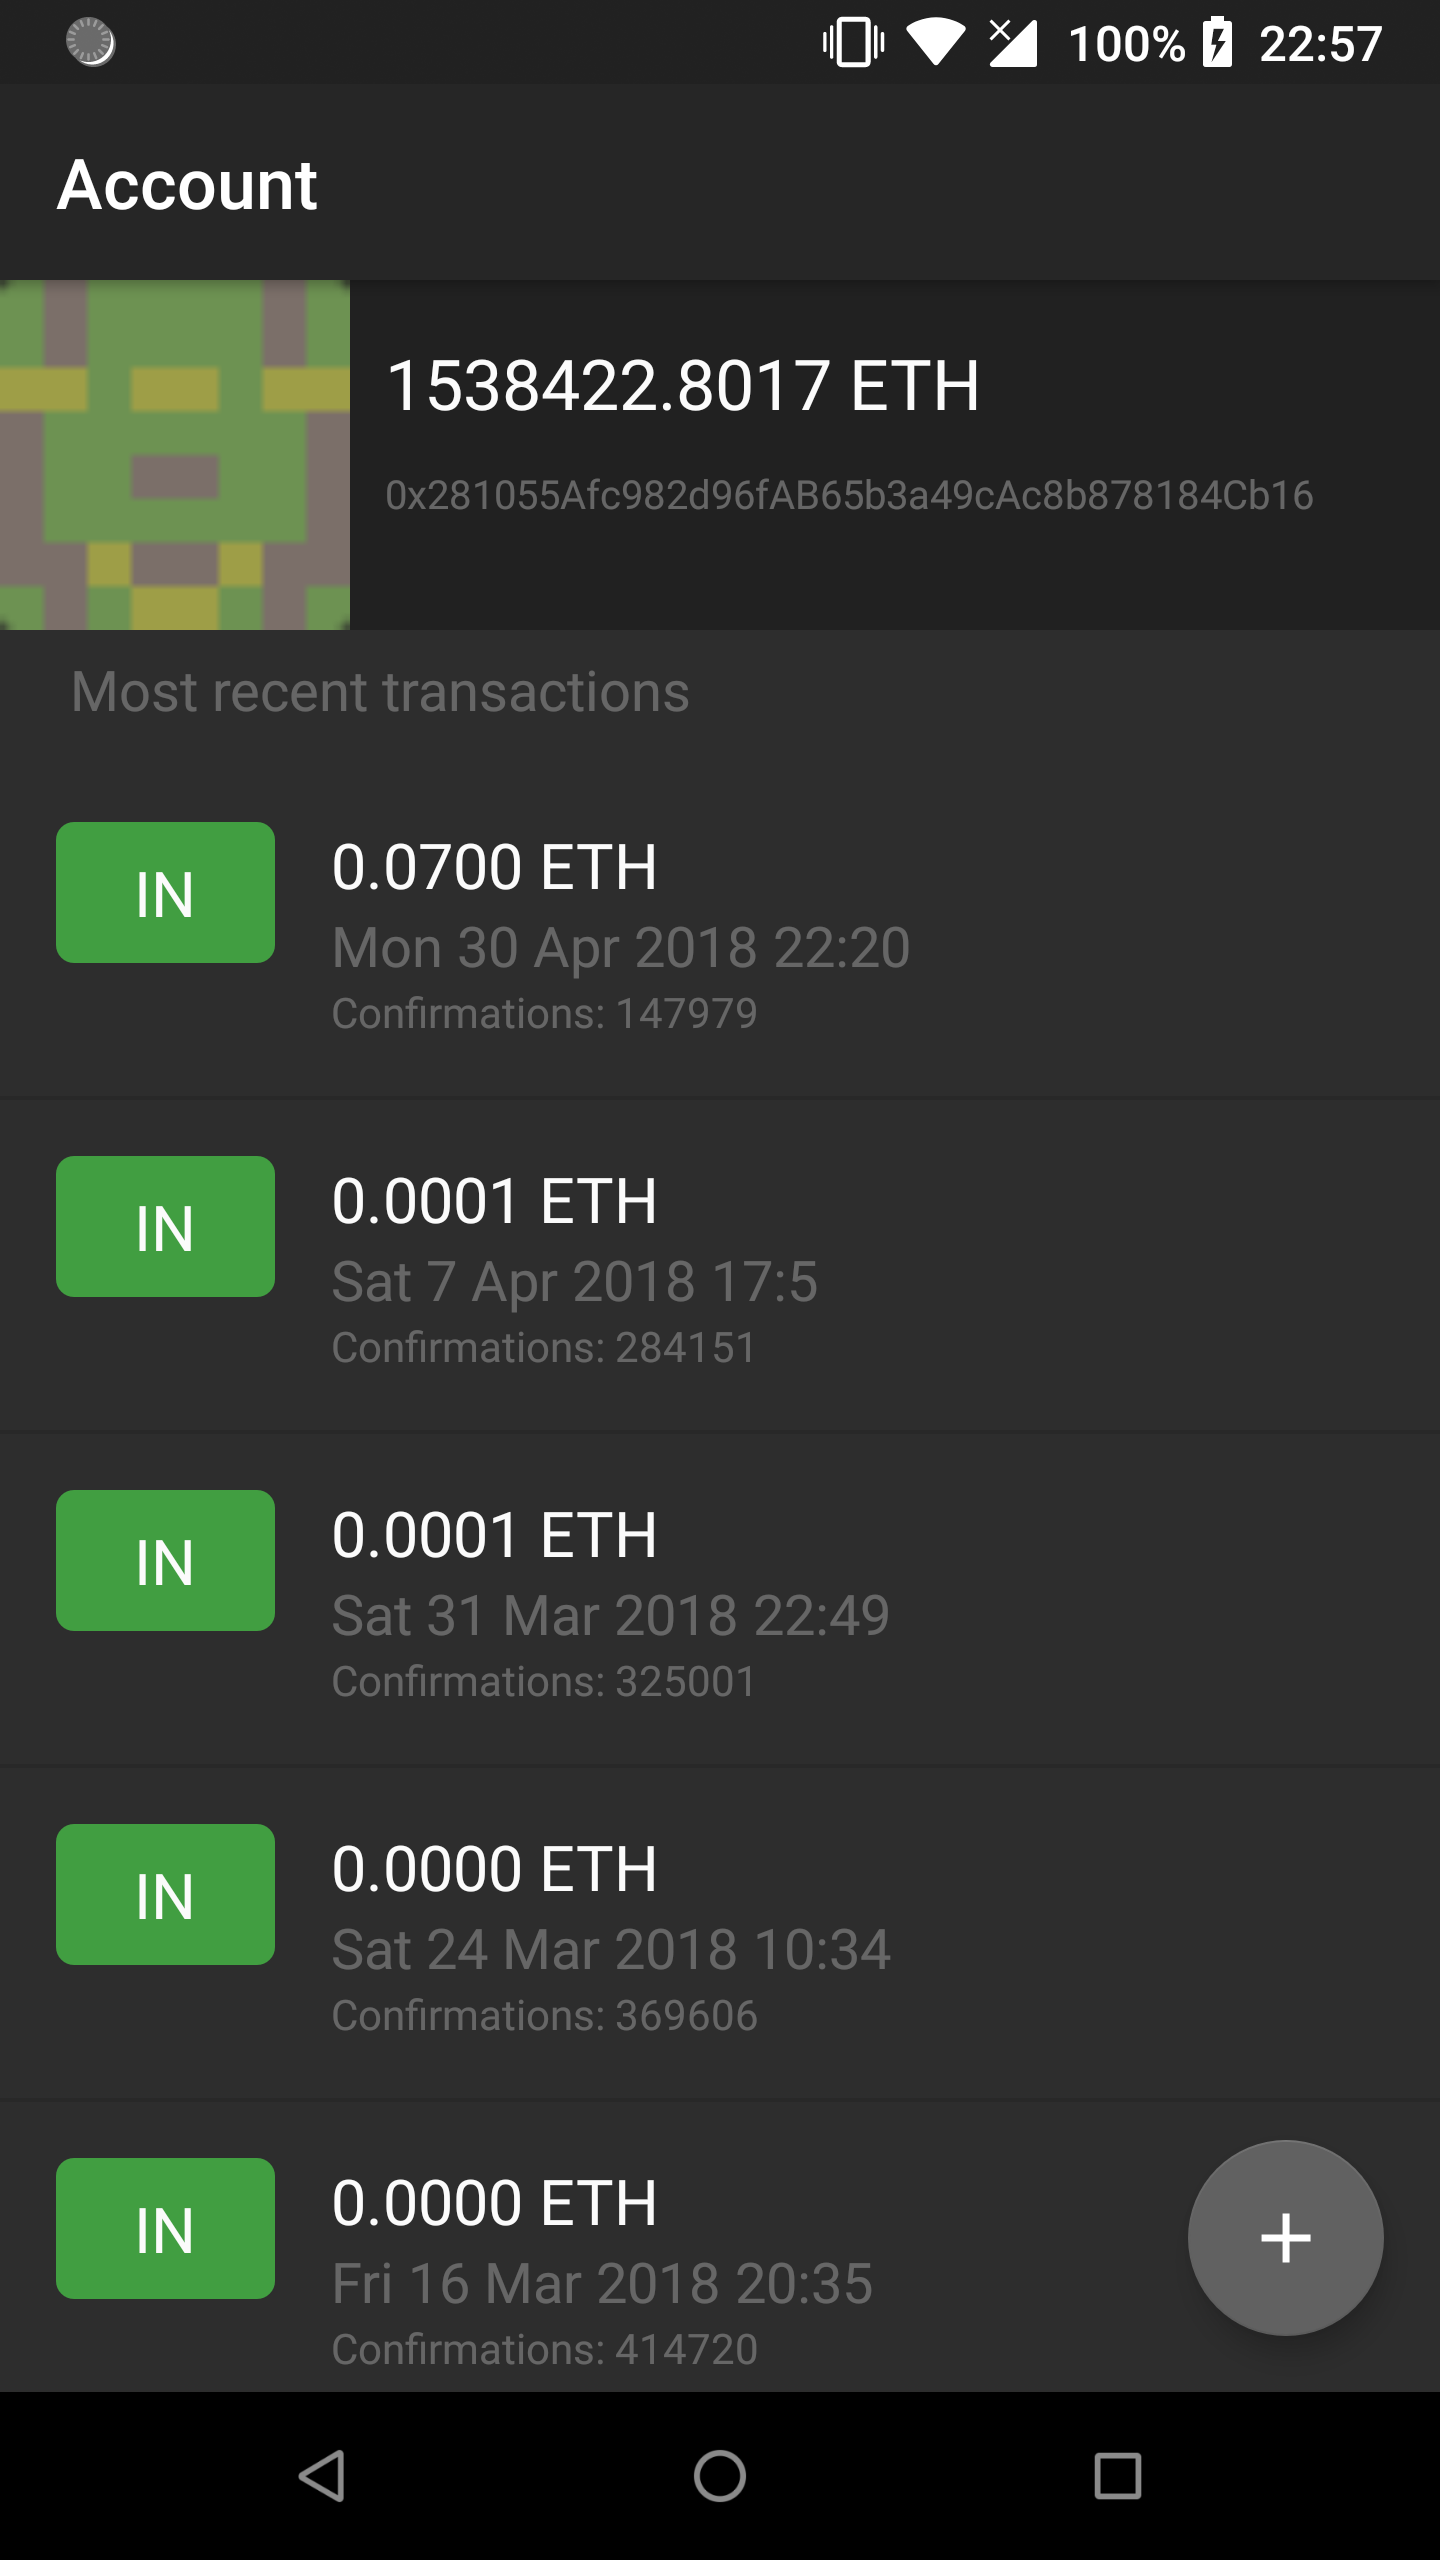 100% 22:57
Account
1538422.8017 ETH
0x281055Afc982d96fAB65b3a49cAc8b878184Cb16
Most recent transactions
IN
0.0700 ETH
Mon 30 Apr 2018 22:20
Confirmations: 147979
IN
0.0001 ETH
Sat 7 Apr 2018 17:5
Confirmations: 284151
IN
0.0001 ETH
Sat 31 Mar 2018 22:49
Confirmations: 325001
IN
0.0000 ETH
Sat 24 Mar 2018 10:34
Confirmations: 369606
IN
0.0000 ETH
Fri 16 Mar 2018 20:35
Confirmations: 414720